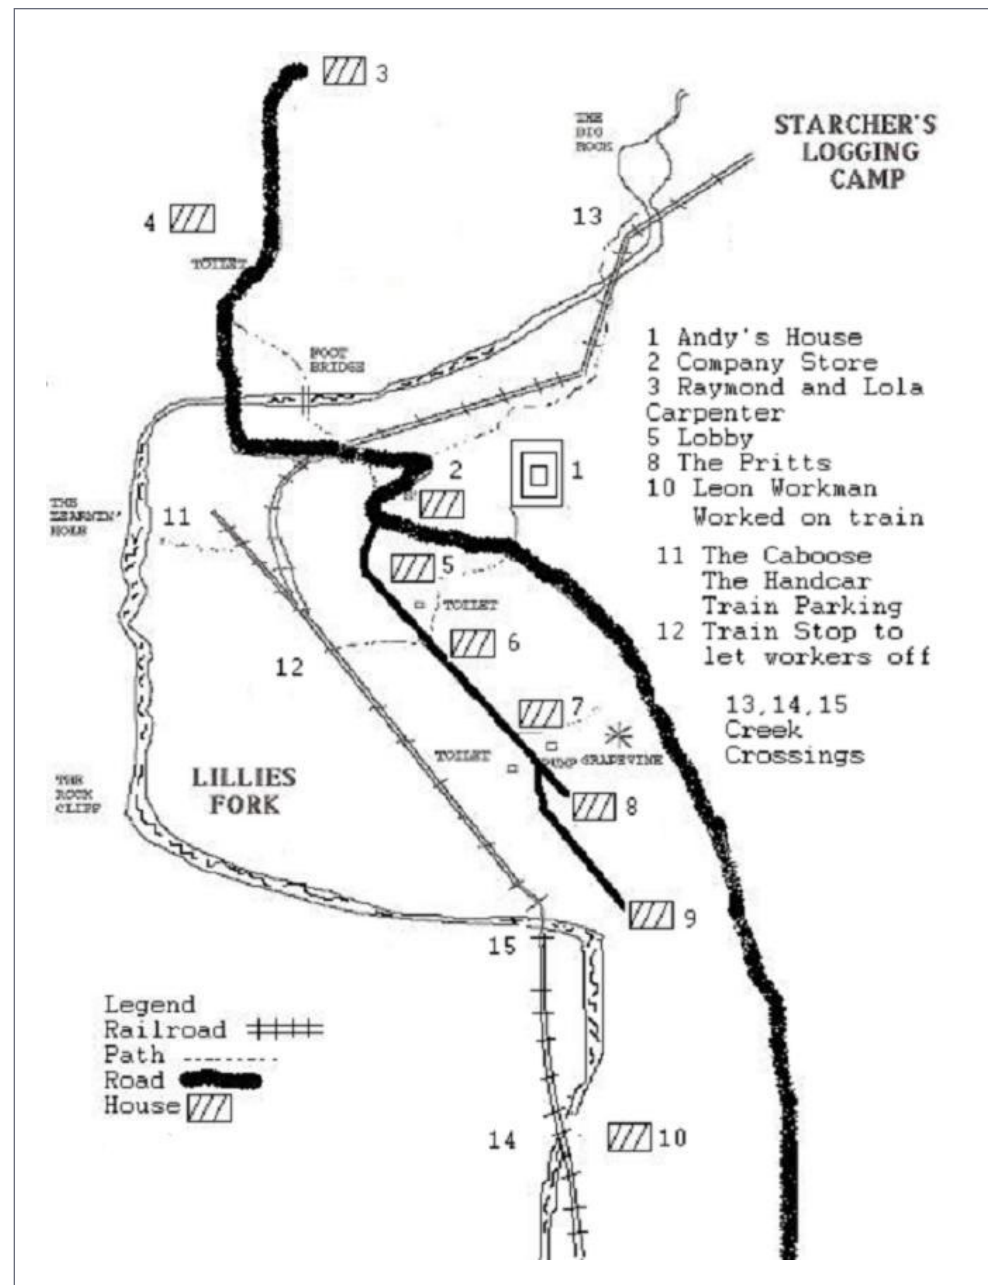 3
THE
BIG
ROCK
STARCHER'S
LOGGING
CAMP
4
13
TOILET
FOOT
BRIDGE
1 Andy's House
2 Company Store
3 Raymond and Lola
Carpenter
5 Lobby
8 The Pritts
10 Leon Workman
Worked on train
11 The Caboose
The Handcar
Train Parking
12 Train Stop to
let workers off
13,14,15
Creek
Crossings
2
1
THE
LEARNIN'
HOLE
11
5
TOILET
6
12
7
TOILET
PUMP
GRAPEVINE
THE
ROCK
CLIFF
LILLIES
FORK
8
9
15
Legend
Railroad
Path
Road
House
14
10